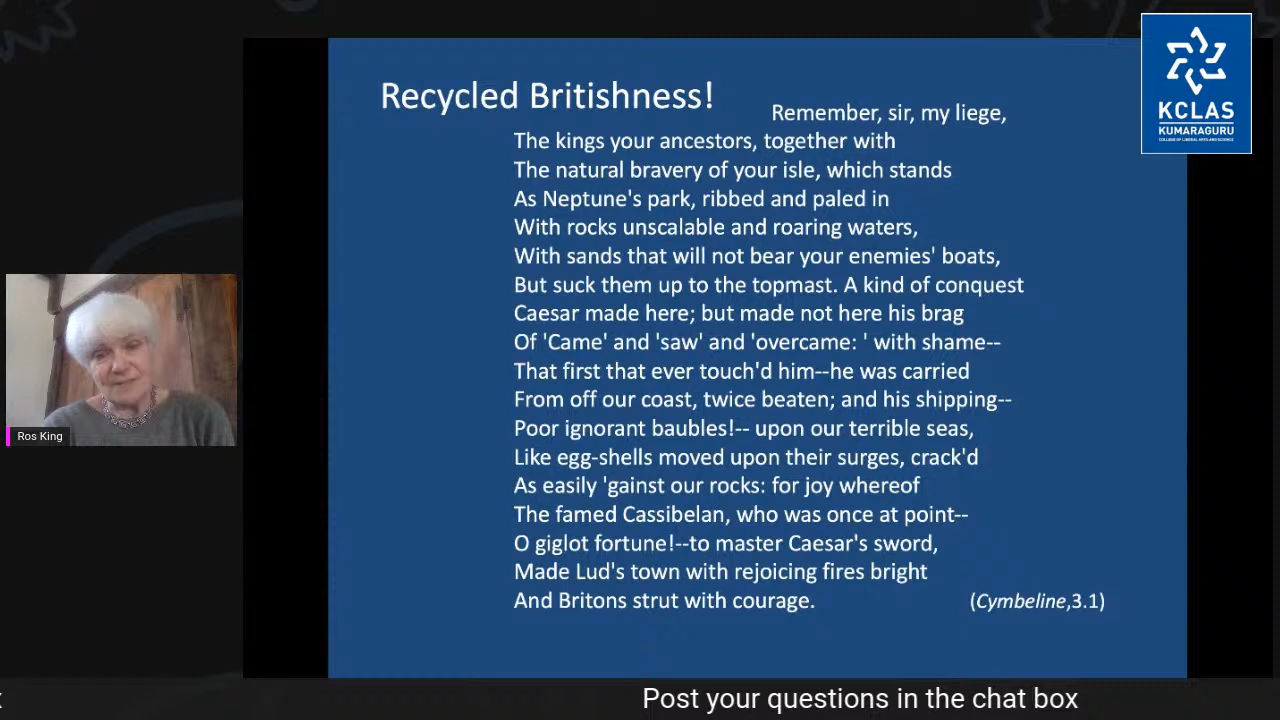 Recycled Britishness!
Remember, sir, my liege,
The kings your ancestors, together with
The natural bravery of your isle, which stands
As Neptune's park, ribbed and paled in
With rocks unscalable and roaring waters,
With sands that will not bear your enemies' boats,
But suck them up to the topmast. A kind of conquest
Caesar made here; but made not here his brag
Of 'Came' and 'saw' and 'overcame: ' with shame--
That first that ever touch'd him--he was carried
From off our coast, twice beaten; and his shipping--
Poor ignorant baubles!-- upon our terrible seas,
Like egg-shells moved upon their surges, crack'd
As easily 'gainst our rocks: for joy whereof
The famed Cassibelan, who was once at point--
O giglot fortune!--to master Caesar's sword,
Made Lud's town with rejoicing fires bright
And Britons strut with courage. (Cymbeline,3.1)
KCLAS
KUMARAGURU
COLLEGE OF LIBERAL ARTS AND SCIENCE
Ros King
Post your questions in the chat box